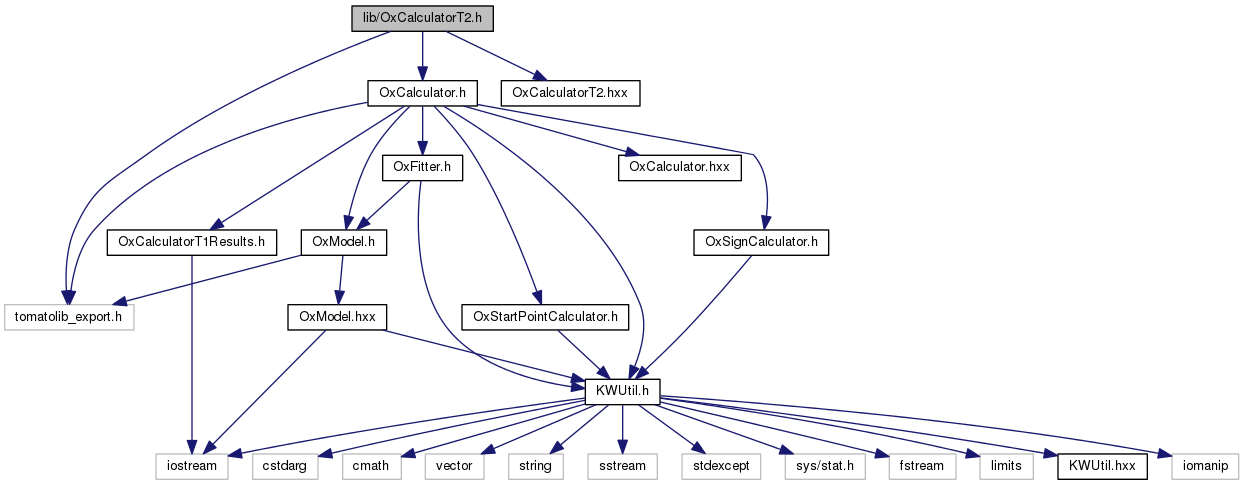 lib/OxCalculatorT2.h
OxCalculator.h
OxCalculatorT2.hxx
OxFitter.h
OxCalculator.hxx
OxCalculatorT1Results.h
OxModel.h
OxSignCalculator.h
tomatolib_export.h
OxModel.hxx
OxStartPointCalculator.h
KWUtil.h
iostream
cstdarg
cmath
vector
string
sstream
stdexcept
sys/stat.h
fstream
limits
KWUtil.hxx
iomanip